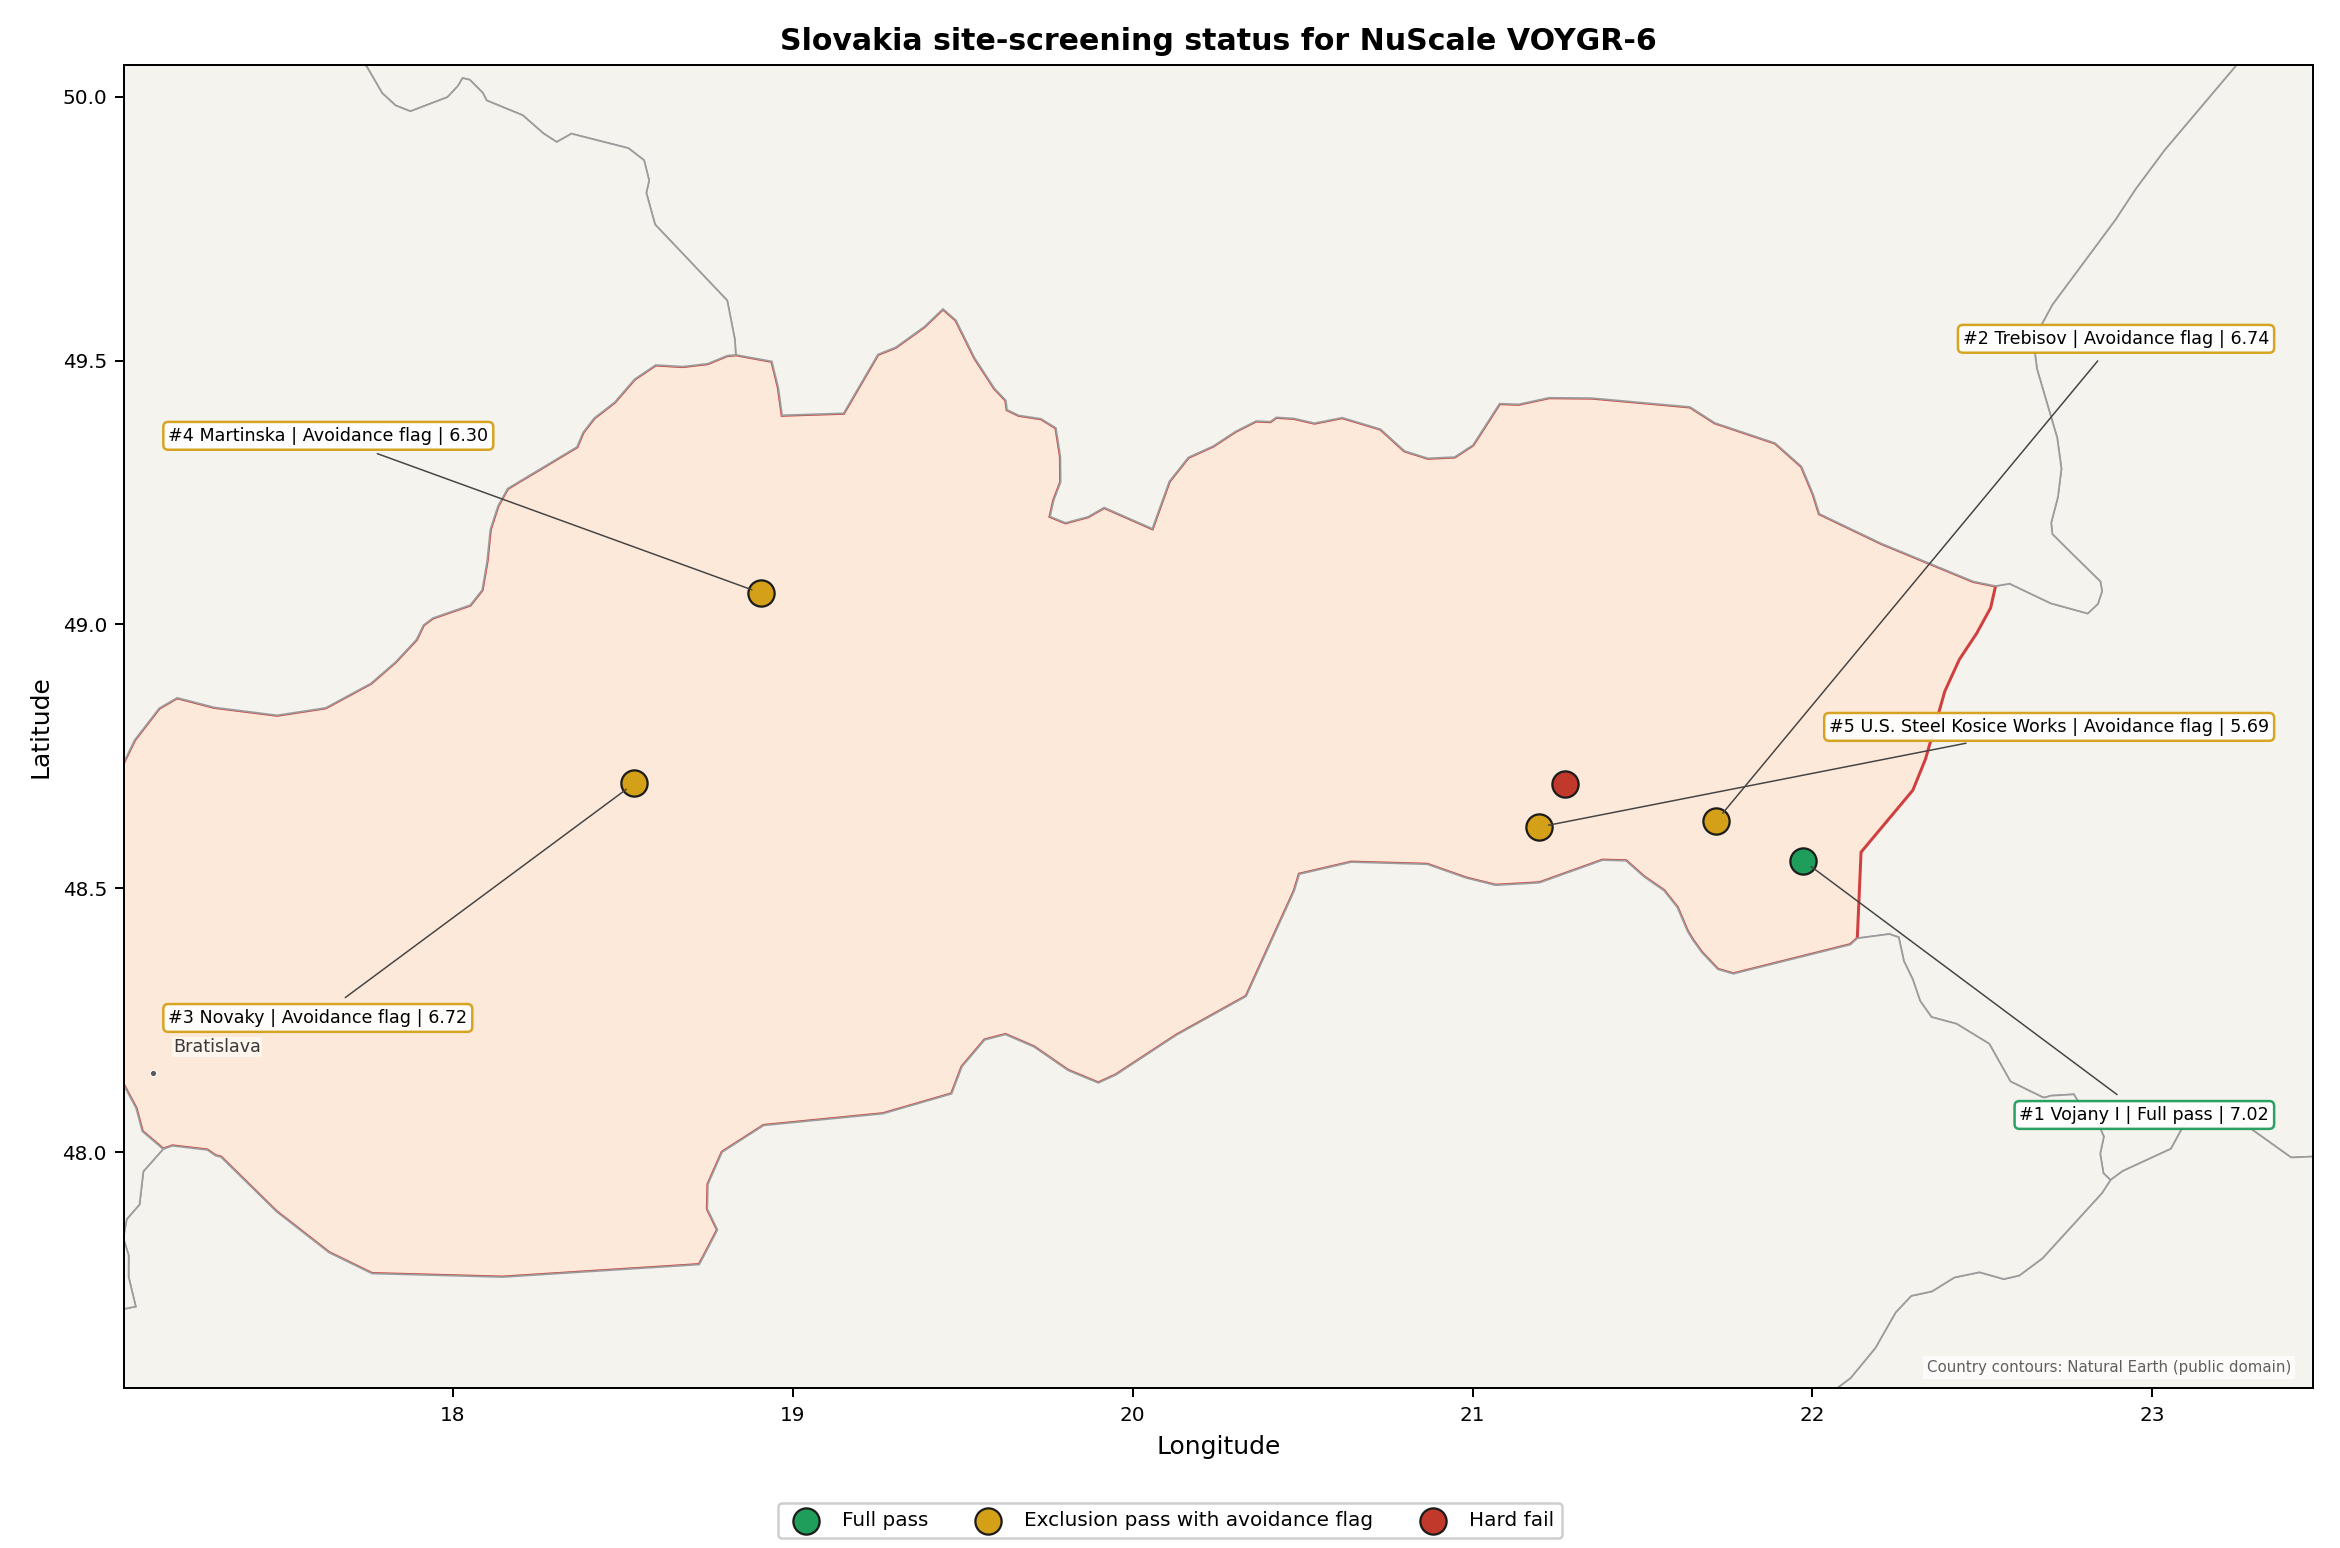 Slovakia site-screening status for NuScale VOYGR-6
50.0
49.5
49.0
48.5
48.0
Latitude
#2 Trebisov | Avoidance flag | 6.74
#4 Martinska | Avoidance flag | 6.30
#5 U.S. Steel Kosice Works | Avoidance flag | 5.69
#3 Novaky | Avoidance flag | 6.72
Bratislava
#1 Vojany I | Full pass | 7.02
Country contours: Natural Earth (public domain)
18
19
20
21
22
23
Longitude
Full pass
Exclusion pass with avoidance flag
Hard fail